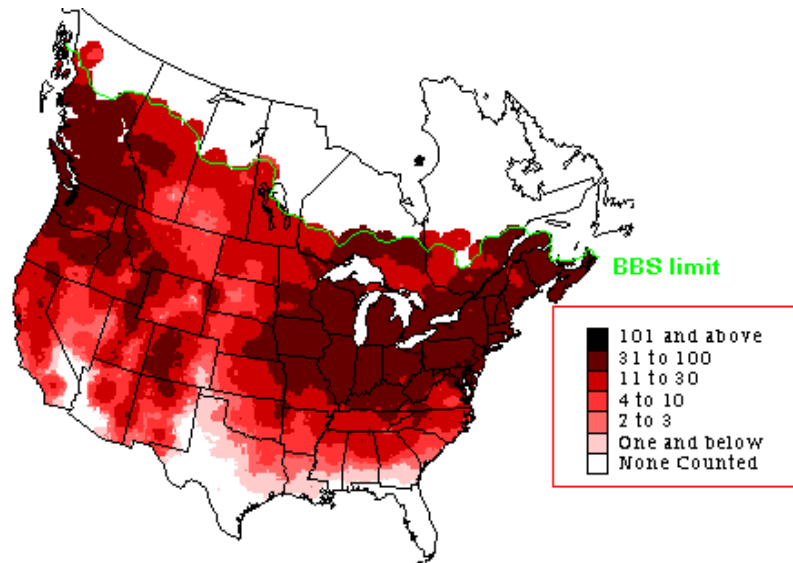 BBS limit
101 and above
31 to 100
11 to 30
4 to 10
2 to 3
One and below
None Counted